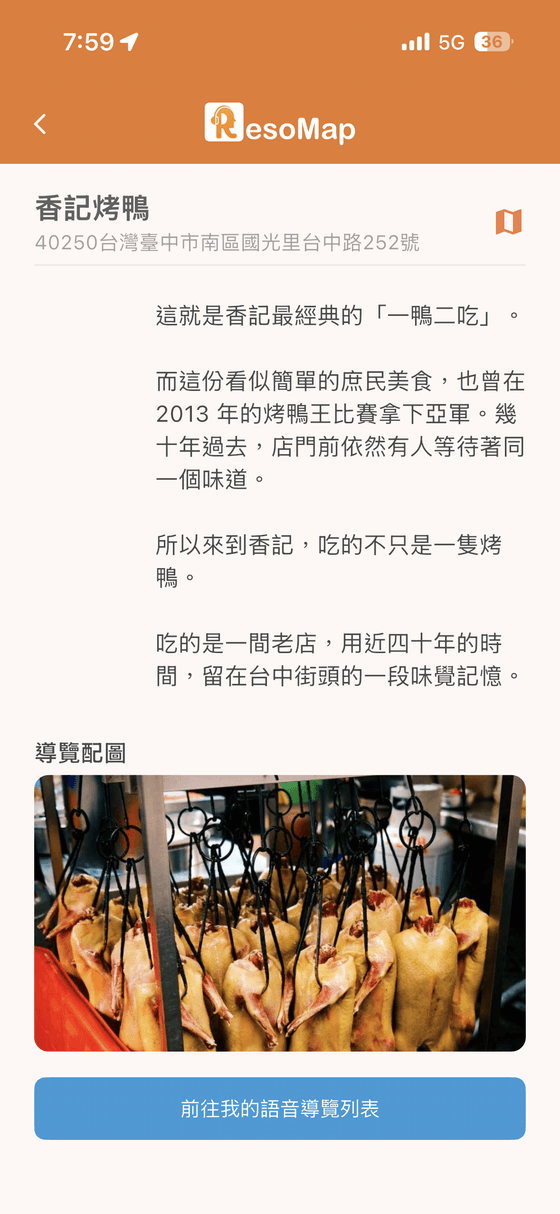 7:59
5G
36
ResoMap
香記烤鴨
40250台灣臺中市南區國光里台中路252號
這就是香記最經典的「一鴨二吃」。
而這份看似簡單的庶民美食，也曾在
2013 年的烤鴨王比賽拿下亞軍。幾
十年過去，店門前依然有人等待著同
一個味道。
所以來到香記，吃的不只是一隻烤
鴨。
吃的是一間老店，用近四十年的時
間，留在台中街頭的一段味覺記憶。
導覽配圖
前往我的語音導覽列表